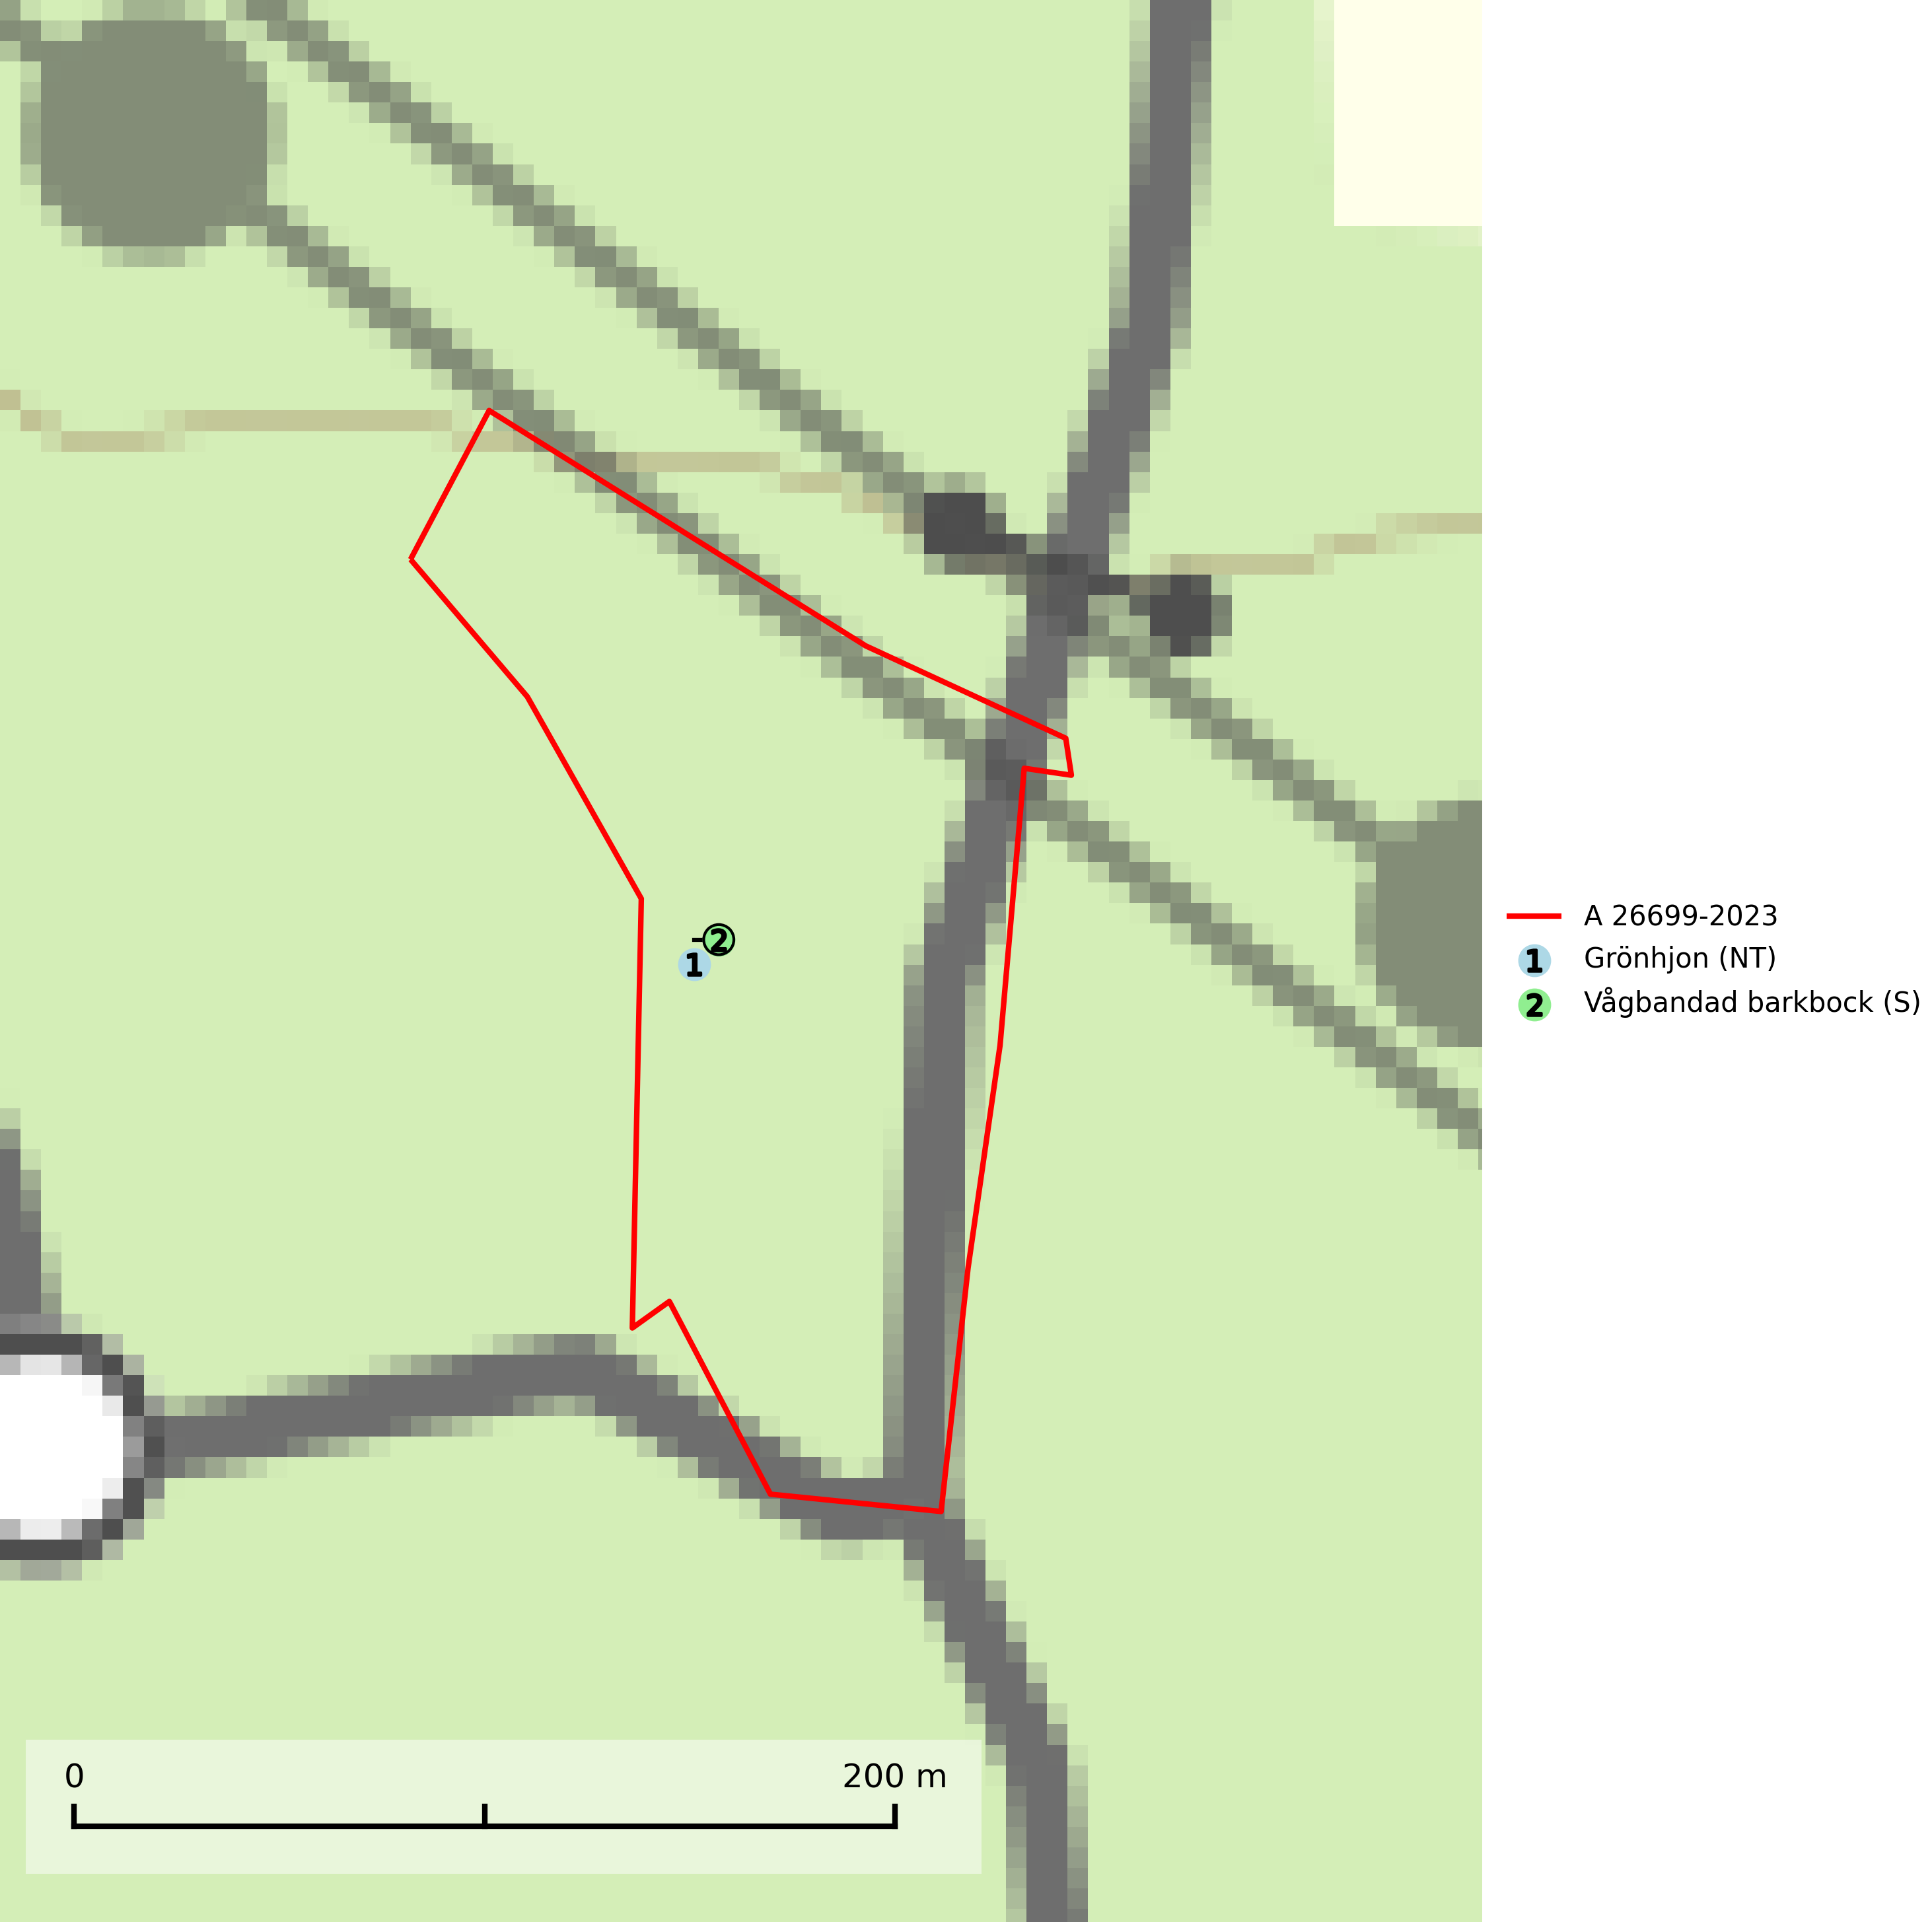 2
1
A 26699-2023
1 Grönhjon (NT)
2 Vågbandad barkbock (S)
0 200 m